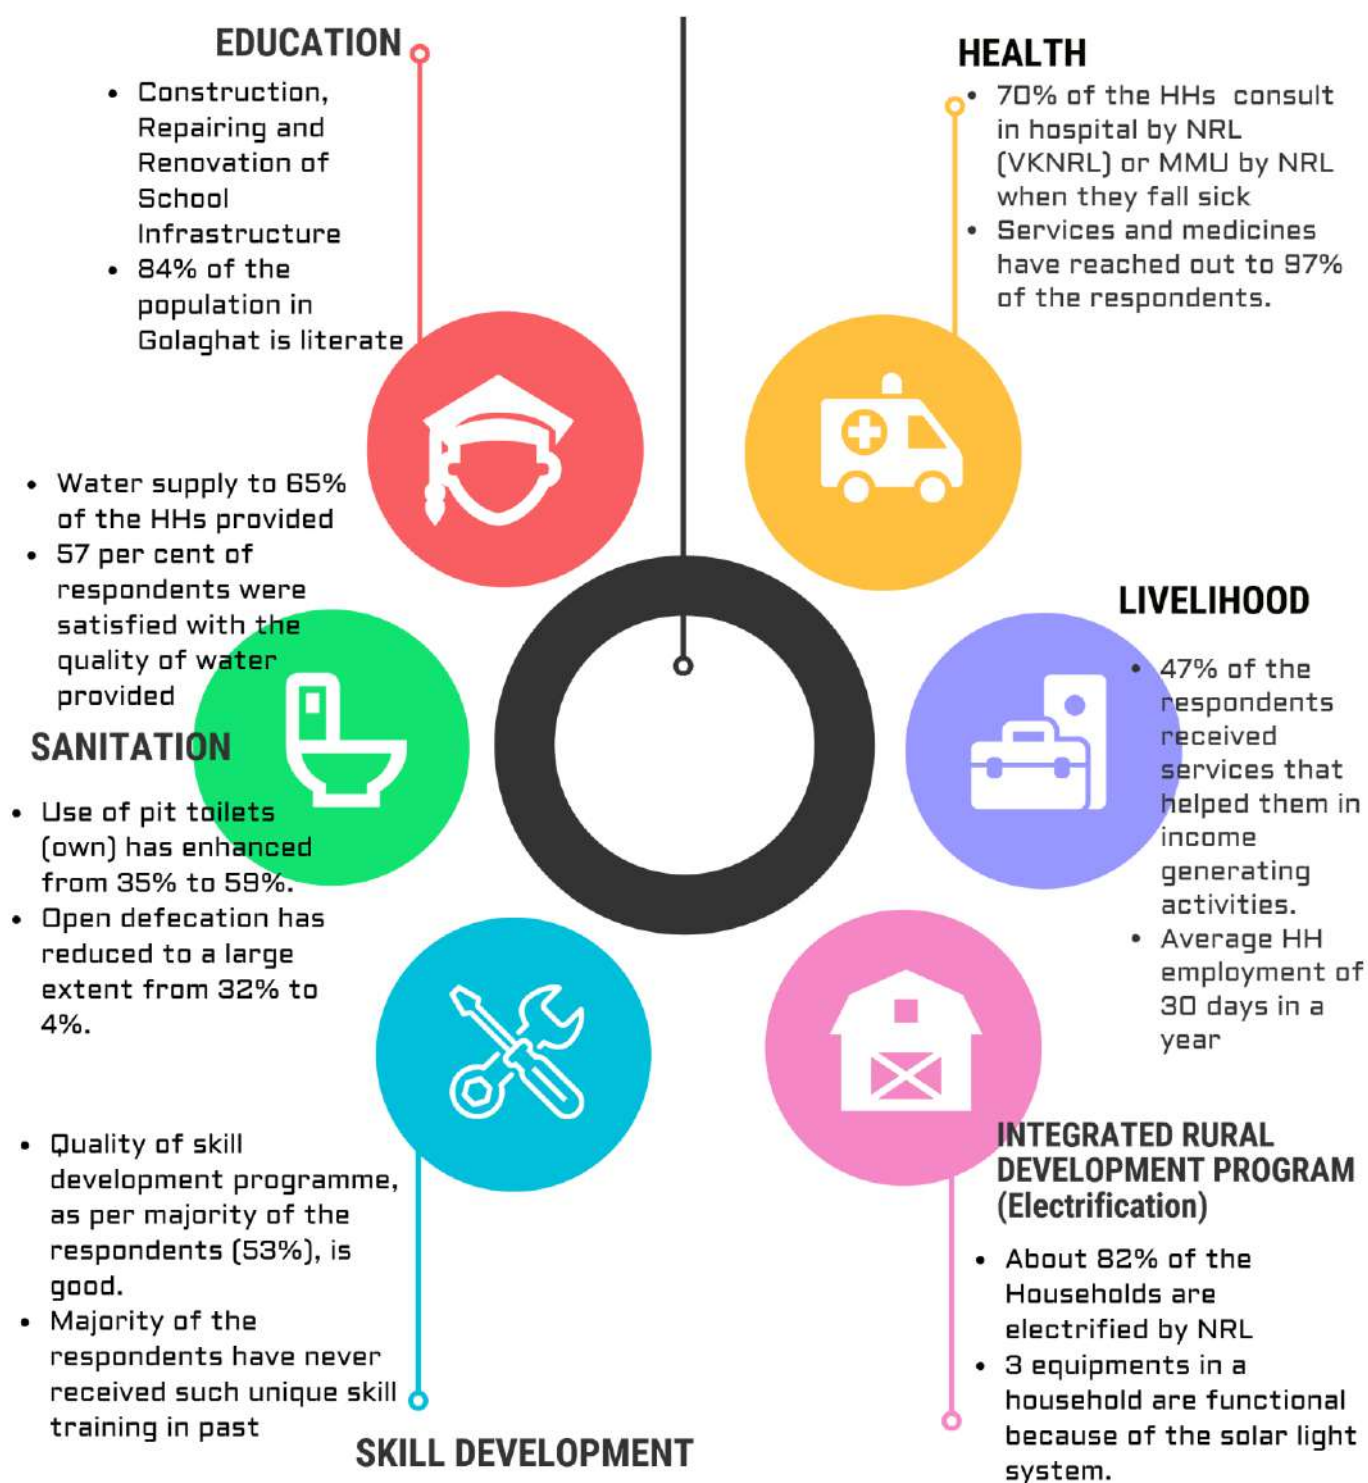 EDUCATION
• Construction,
Repairing and
Renovation of
School
Infrastructure
• 84% of the
population in
Golaghat is literate
HEALTH
• 70% of the HHs consult
in hospital by NRL
(VKNRL) or MMU by NRL
when they fall sick
• Services and medicines
have reached out to 97%
of the respondents.
• Water supply to 65%
of the HHs provided
• 57 per cent of
respondents were
satisfied with the
quality of water
provided
SANITATION
• Use of pit toilets
(own) has enhanced
from 35% to 59%.
• Open defecation has
reduced to a large
extent from 32% to
4%.
LIVELIHOOD
• 47% of the
respondents
received
services that
helped them in
income
generating
activities.
• Average HH
employment of
30 days in a
year
• Quality of skill
development programme,
as per majority of the
respondents (53%), is
good.
• Majority of the
respondents have never
received such unique skill
training in past
SKILL DEVELOPMENT
INTEGRATED RURAL
DEVELOPMENT PROGRAM
(Electrification)
• About 82% of the
Households are
electrified by NRL
• 3 equipments in a
household are functional
because of the solar light
system.